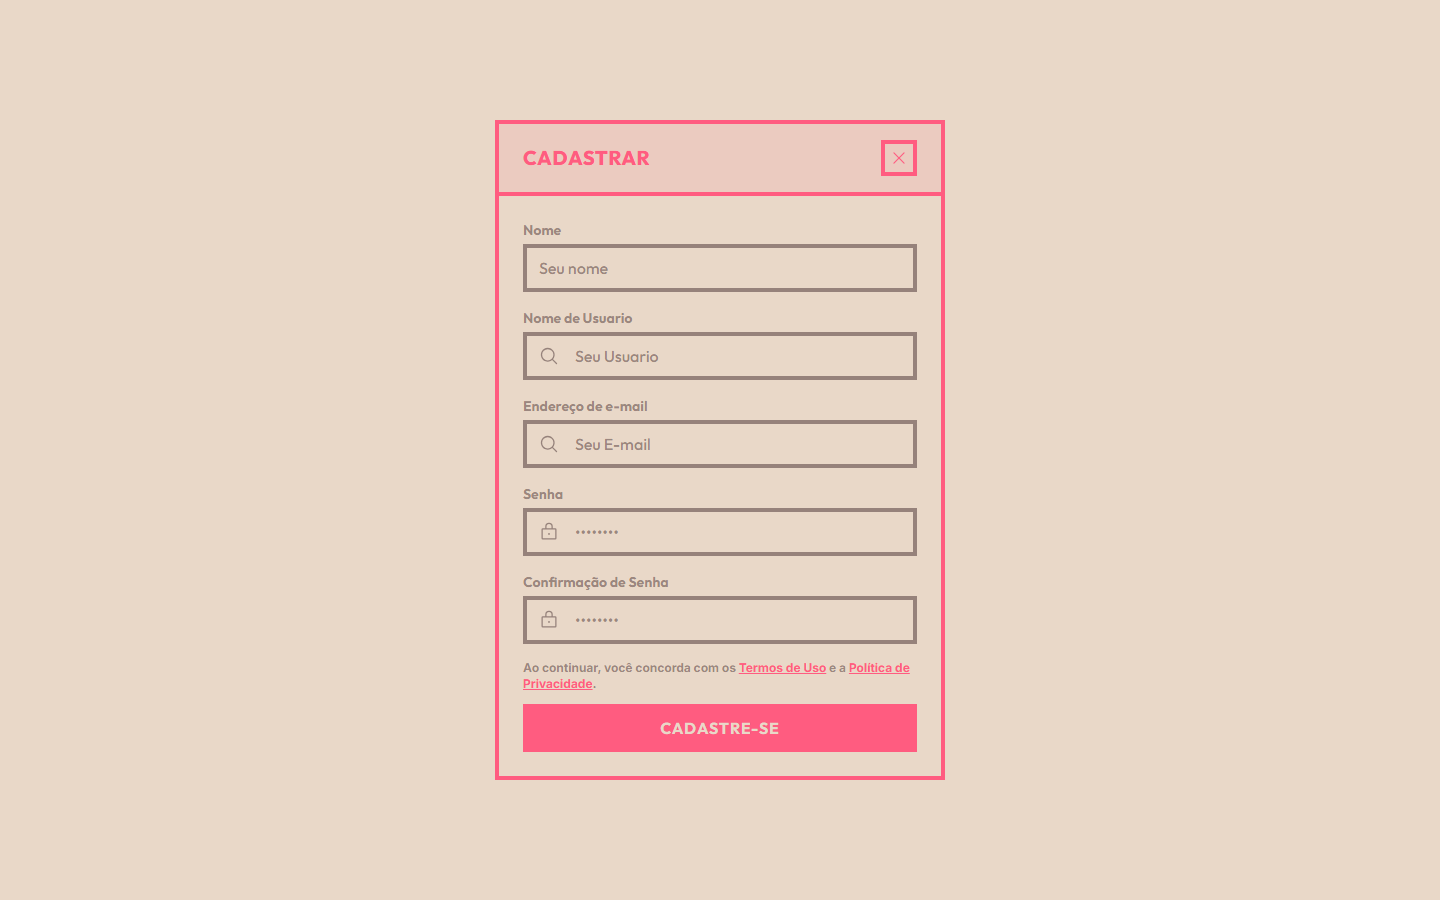 CADASTRAR
Nome
Seu nome
Nome de Usuario
Seu Usuario
Endereço de e-mail
Seu E-mail
Senha
••••••••
Confirmação de Senha
••••••••
Ao continuar, você concorda com os Termos de Uso e a Política de
Privacidade.
CADASTRE-SE